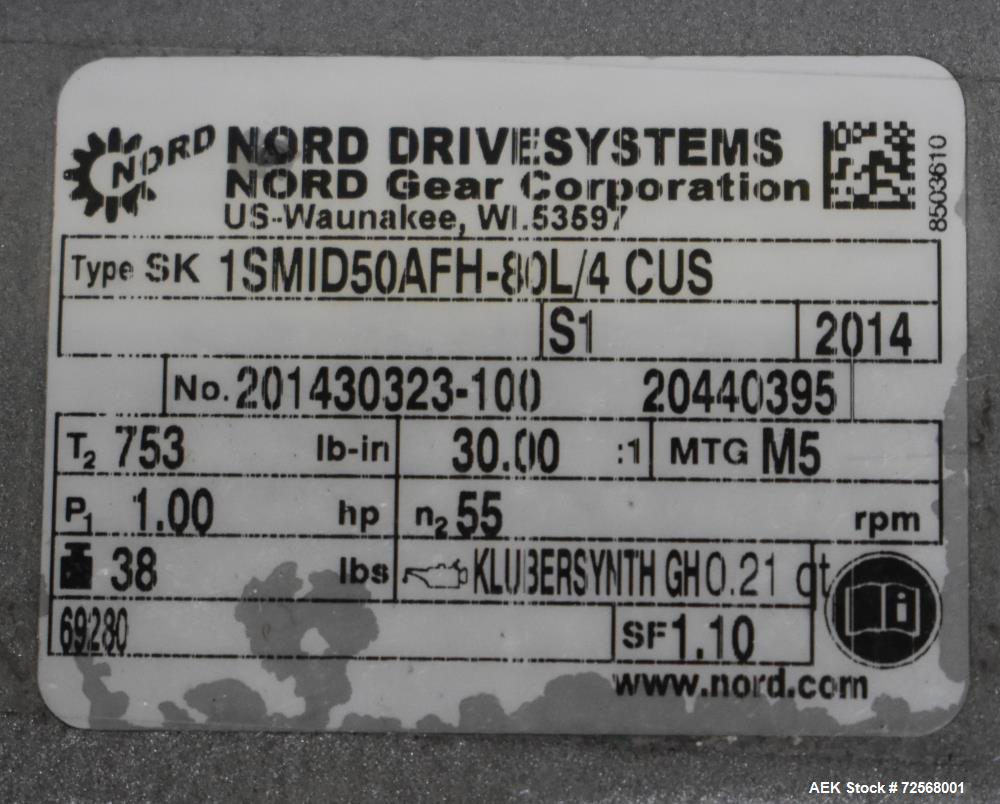 NORD
NORD DRIVESYSTEMS
NORD Gear Corporation
US-Waunakee, WI.53597
8503610
Type SK 1SMID50AFH-80L/4 CUS
S1 2014
No. 201430323-100 20440395
T2 753 lb-in 30.00 :1 MTG M5
P1 1.00 hp n2 55 rpm
38 lbs KLUBERSYNTH GH 0.21 qt
69280 SF 1.10
www.nord.com
AEK Stock # 72568001